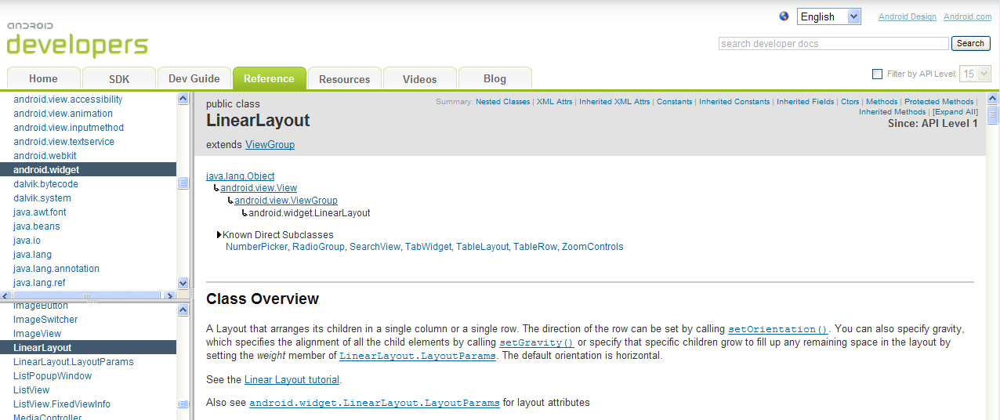 English
Android Design Android.com
ANDROID
developers
search developer docs Search
Home SDK Dev Guide Reference Resources Videos Blog
Filter by API Level: 15
android.view.accessibility
android.view.animation
android.view.inputmethod
android.view.textservice
android.webkit
android.widget
dalvik.bytecode
dalvik.system
java.awt.font
java.beans
java.io
java.lang
java.lang.annotation
java.lang.ref
ImageButton
ImageSwitcher
ImageView
LinearLayout
LinearLayout.LayoutParams
ListPopupWindow
ListView
ListView.FixedViewInfo
MediaController
public class
Summary: Nested Classes | XML Attrs | Inherited XML Attrs | Constants | Inherited Constants | Inherited Fields | Ctors | Methods | Protected Methods |
Inherited Methods | [Expand All]
LinearLayout
Since: API Level 1
extends ViewGroup
java.lang.Object
android.view.View
android.view.ViewGroup
android.widget.LinearLayout
Known Direct Subclasses
NumberPicker, RadioGroup, SearchView, TabWidget, TableLayout, TableRow, ZoomControls
Class Overview
A Layout that arranges its children in a single column or a single row. The direction of the row can be set by calling setOrientation(). You can also specify gravity,
which specifies the alignment of all the child elements by calling setGravity() or specify that specific children grow to fill up any remaining space in the layout by
setting the weight member of LinearLayout.LayoutParams. The default orientation is horizontal.
See the Linear Layout tutorial.
Also see android.widget.LinearLayout.LayoutParams for layout attributes